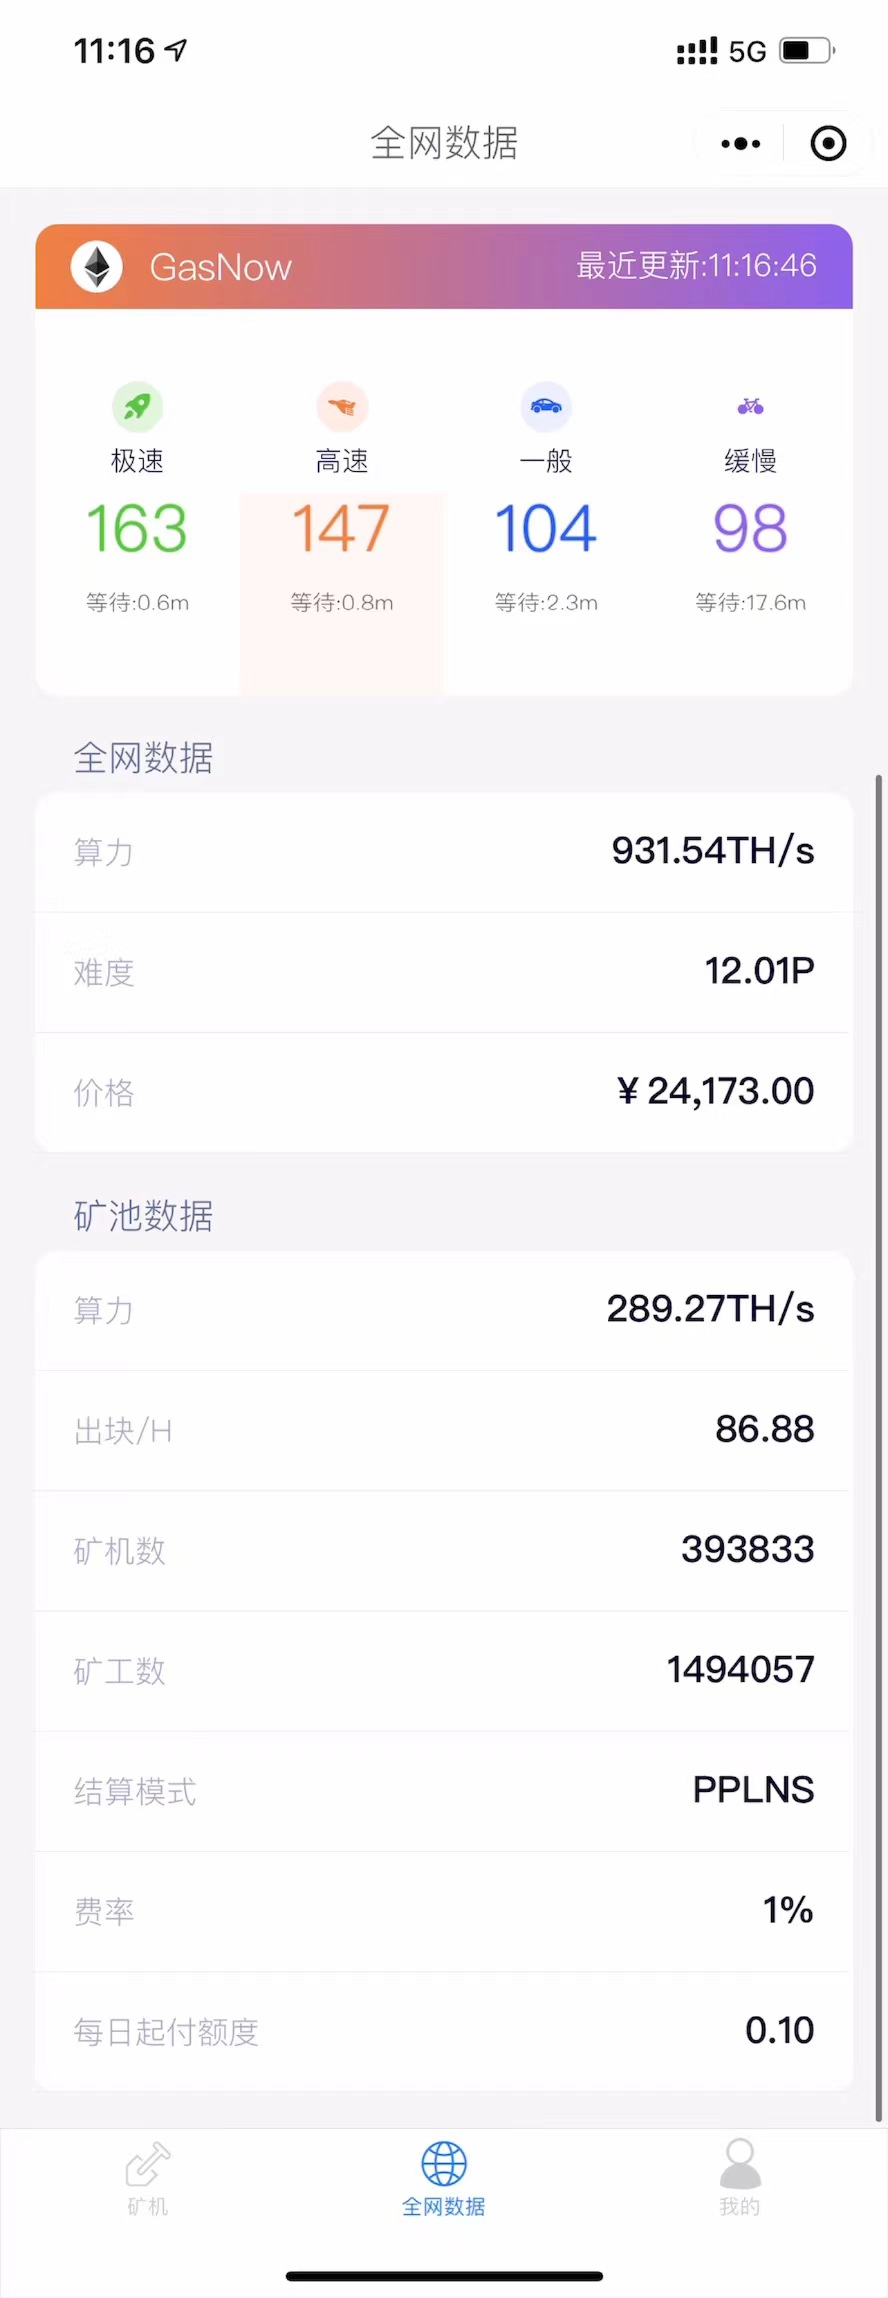 11:16
5G
全网数据
GasNow
最近更新:11:16:46
极速
高速
一般
缓慢
163
147
104
98
等待:0.6m
等待:0.8m
等待:2.3m
等待:17.6m
全网数据
算力
931.54TH/s
难度
12.01P
价格
¥ 24,173.00
矿池数据
算力
289.27TH/s
出块/H
86.88
矿机数
393833
矿工数
1494057
结算模式
PPLNS
费率
1%
每日起付额度
0.10
矿机
全网数据
我的